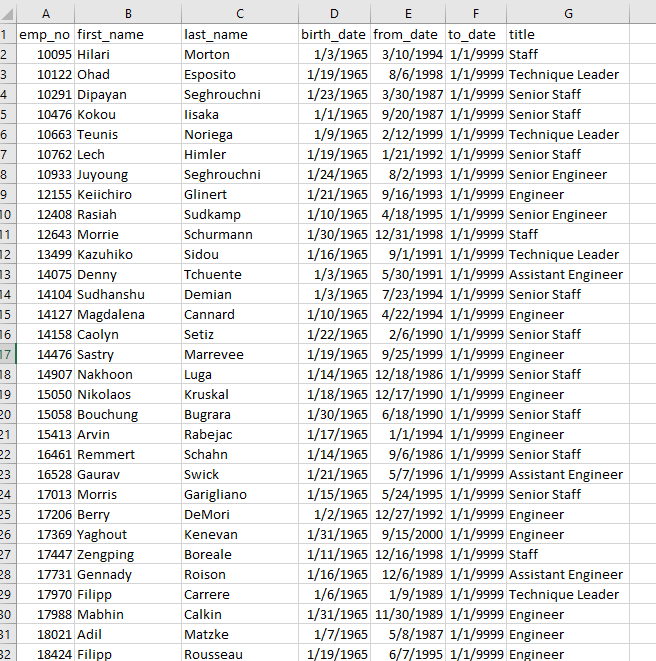 A B C D E F G
1 emp_no first_name last_name birth_date from_date to_date title
2 10095 Hilari Morton 1/3/1965 3/10/1994 1/1/9999 Staff
3 10122 Ohad Esposito 1/19/1965 8/6/1998 1/1/9999 Technique Leader
4 10291 Dipayan Seghrouchni 1/23/1965 3/30/1987 1/1/9999 Senior Staff
5 10476 Kokou Iisaka 1/1/1965 9/20/1987 1/1/9999 Senior Staff
6 10663 Teunis Noriega 1/9/1965 2/12/1999 1/1/9999 Technique Leader
7 10762 Lech Himler 1/19/1965 1/21/1992 1/1/9999 Senior Staff
8 10933 Juyoung Seghrouchni 1/24/1965 8/2/1993 1/1/9999 Senior Engineer
9 12155 Keiichiro Glinert 1/21/1965 9/16/1993 1/1/9999 Engineer
10 12408 Rasiah Sudkamp 1/10/1965 4/18/1995 1/1/9999 Senior Engineer
11 12643 Morrie Schurmann 1/30/1965 12/31/1998 1/1/9999 Staff
12 13499 Kazuhiko Sidou 1/16/1965 9/1/1991 1/1/9999 Technique Leader
13 14075 Denny Tchuente 1/3/1965 5/30/1991 1/1/9999 Assistant Engineer
14 14104 Sudhanshu Demian 1/3/1965 7/23/1994 1/1/9999 Senior Staff
15 14127 Magdalena Cannard 1/10/1965 4/22/1994 1/1/9999 Engineer
16 14158 Caolyn Setiz 1/22/1965 2/6/1990 1/1/9999 Senior Staff
17 14476 Sastry Marrevee 1/19/1965 9/25/1999 1/1/9999 Engineer
18 14907 Nakhoon Luga 1/14/1965 12/18/1986 1/1/9999 Senior Staff
19 15050 Nikolaos Kruskal 1/18/1965 12/17/1990 1/1/9999 Engineer
20 15058 Bouchung Bugrara 1/30/1965 6/18/1990 1/1/9999 Senior Staff
21 15413 Arvin Rabejac 1/17/1965 1/1/1994 1/1/9999 Engineer
22 16461 Remmert Schahn 1/14/1965 9/6/1986 1/1/9999 Senior Staff
23 16528 Gaurav Swick 1/21/1965 5/7/1996 1/1/9999 Assistant Engineer
24 17013 Morris Garigliano 1/15/1965 5/24/1995 1/1/9999 Senior Staff
25 17206 Berry DeMori 1/2/1965 12/27/1992 1/1/9999 Engineer
26 17369 Yaghout Kenevan 1/31/1965 9/15/2000 1/1/9999 Engineer
27 17447 Zengping Boreale 1/11/1965 12/16/1998 1/1/9999 Staff
28 17731 Gennady Roison 1/16/1965 12/6/1989 1/1/9999 Assistant Engineer
29 17970 Filipp Carrere 1/6/1965 1/9/1989 1/1/9999 Technique Leader
30 17988 Mabhin Calkin 1/31/1965 11/30/1989 1/1/9999 Engineer
31 18021 Adil Matzke 1/7/1965 5/8/1987 1/1/9999 Engineer
32 18424 Filipp Rousseau 1/19/1965 6/7/1995 1/1/9999 Engineer